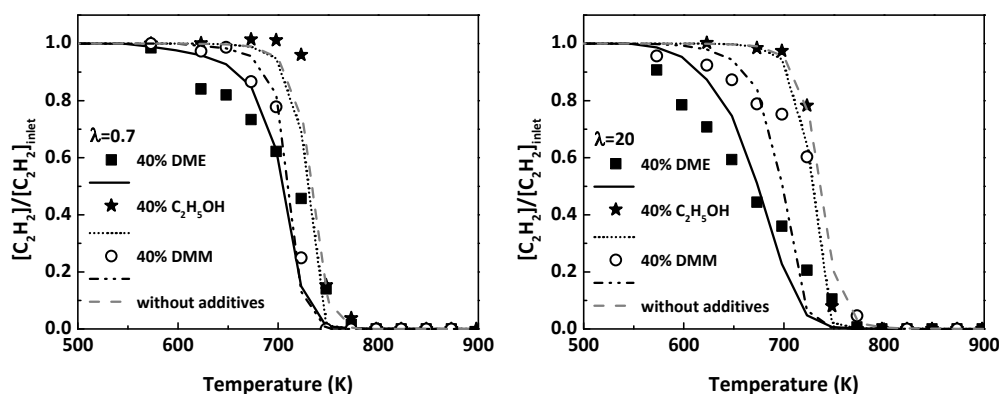 [C₂H₂]/[C₂H₂]inlet
1.0
0.8
0.6
0.4
0.2
0.0
λ=0.7
40% DME
40% C₂H₅OH
40% DMM
without additives
500 600 700 800 900
Temperature (K)
[C₂H₂]/[C₂H₂]inlet
1.0
0.8
0.6
0.4
0.2
0.0
λ=20
40% DME
40% C₂H₅OH
40% DMM
without additives
500 600 700 800 900
Temperature (K)